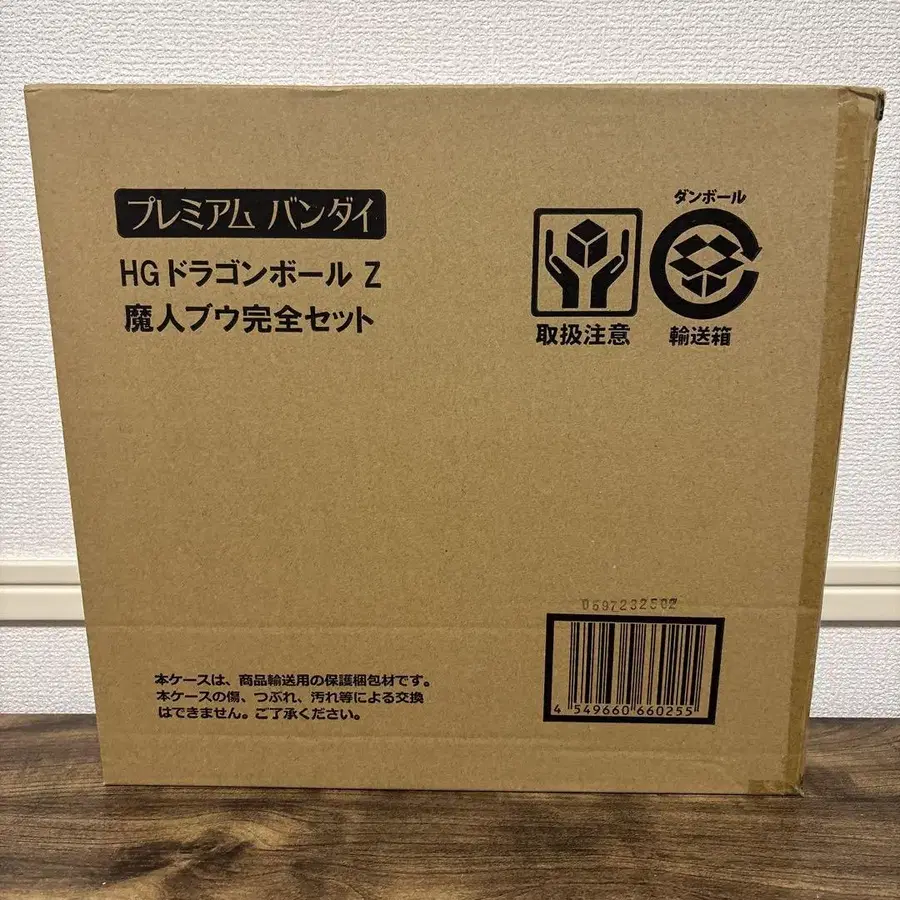 プレミアム バンダイ
HG ドラゴンボール Z
魔人ブウ完全セット
取扱注意
ダンボール
輸送箱
0597232502
4 549660 660255
本ケースは、商品輸送用の保護梱包材です。
本ケースの傷、つぶれ、汚れ等による交換
はできません。ご了承ください。